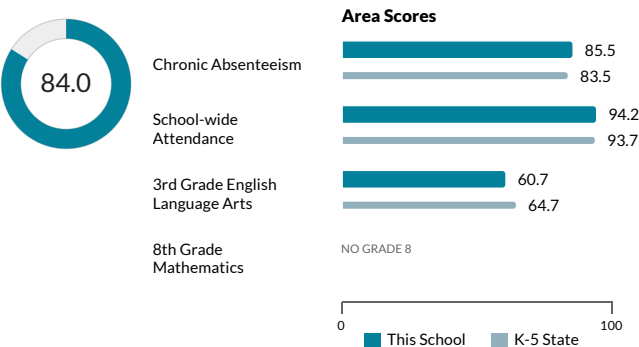 Area Scores
84.0
Chronic Absenteeism
85.5
83.5
School-wide
Attendance
94.2
93.7
3rd Grade English
Language Arts
60.7
64.7
8th Grade
Mathematics
NO GRADE 8
0
100
This School
K-5 State